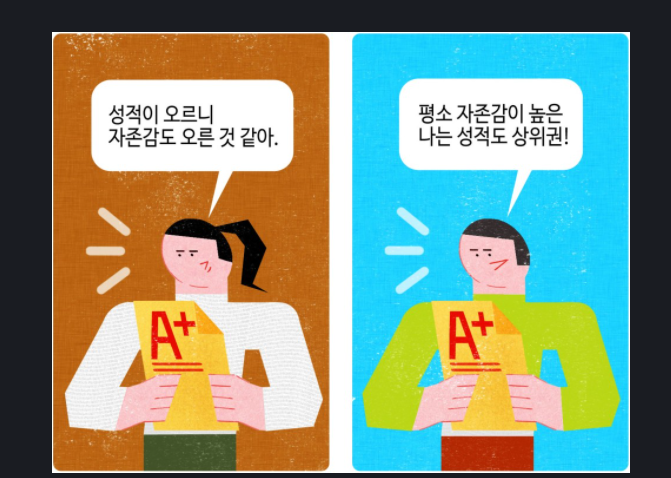 성적이 오르니
자존감도 오른 것 같아.
A+
평소 자존감이 높은
나는 성적도 상위권!
A+